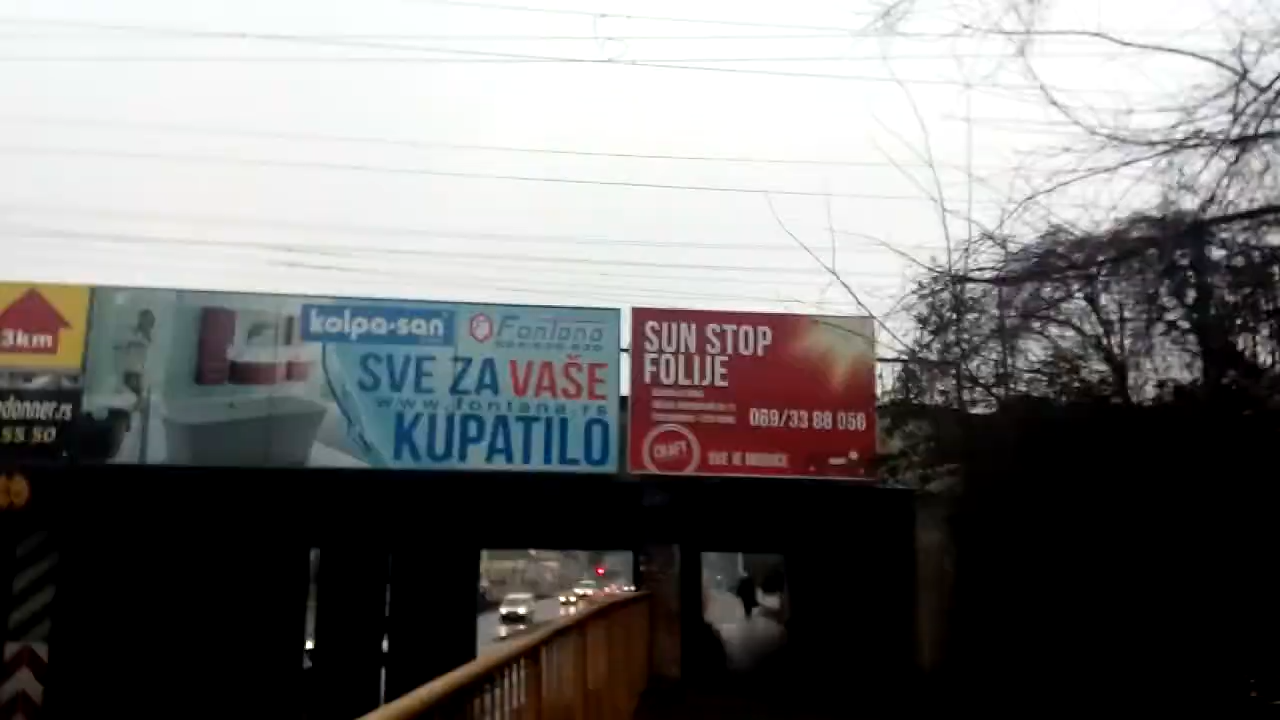 3km
donner.rs
55 50
kolpa-san
Fontana
SVE ZA VAŠE
www.fontana.rs
KUPATILO
SUN STOP
FOLIJE
069/33 88 056
CRAFT